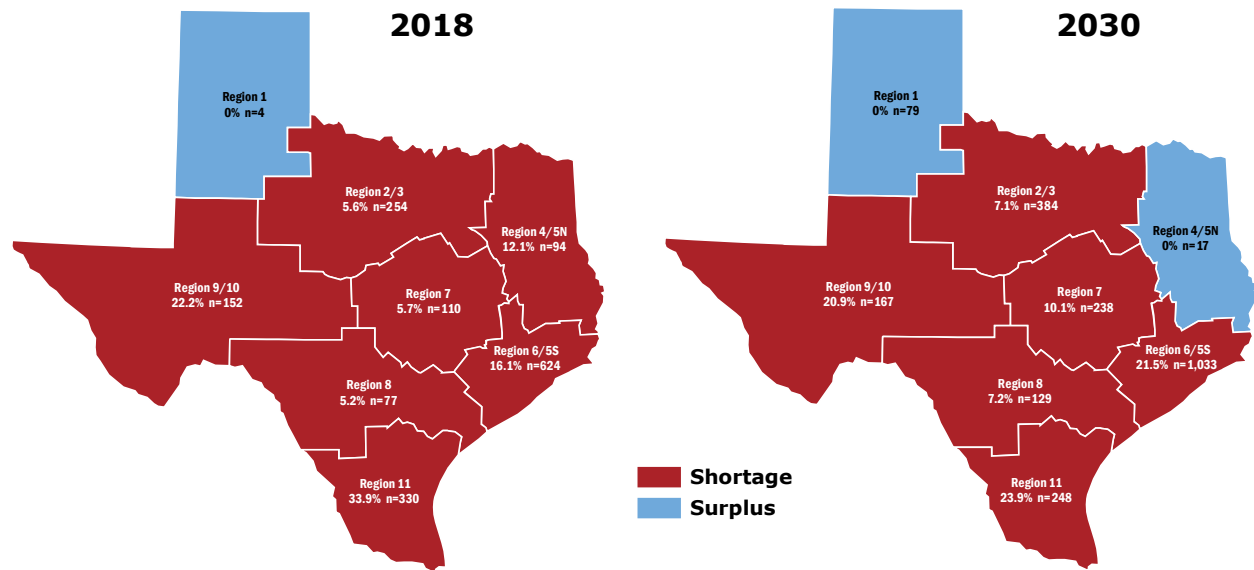 2018
Region 1
0% n=4
Region 2/3
5.6% n=254
Region 4/5N
12.1% n=94
Region 9/10
22.2% n=152
Region 7
5.7% n=110
Region 6/5S
16.1% n=624
Region 8
5.2% n=77
Region 11
33.9% n=330
2030
Region 1
0% n=79
Region 2/3
7.1% n=384
Region 4/5N
0% n=17
Region 9/10
20.9% n=167
Region 7
10.1% n=238
Region 6/5S
21.5% n=1,033
Region 8
7.2% n=129
Region 11
23.9% n=248
Shortage
Surplus